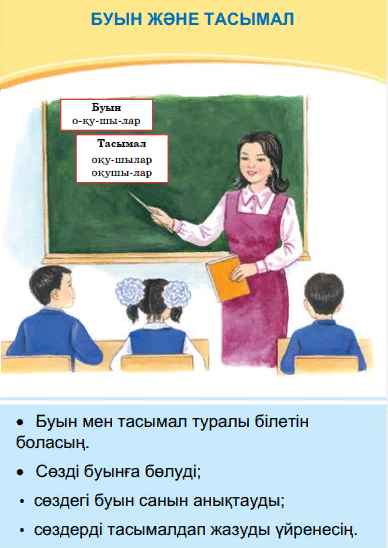 БУЫН ЖӘНЕ ТАСЫМАЛ
Буын
о-қу-шы-лар
Тасымал
оқу-шылар
оқушы-лар
• Буын мен тасымал туралы білетін
боласың.
• Сөзді буынға бөлуді;
• сөздегі буын санын анықтауды;
• сөздерді тасымалдап жазуды үйренесің.